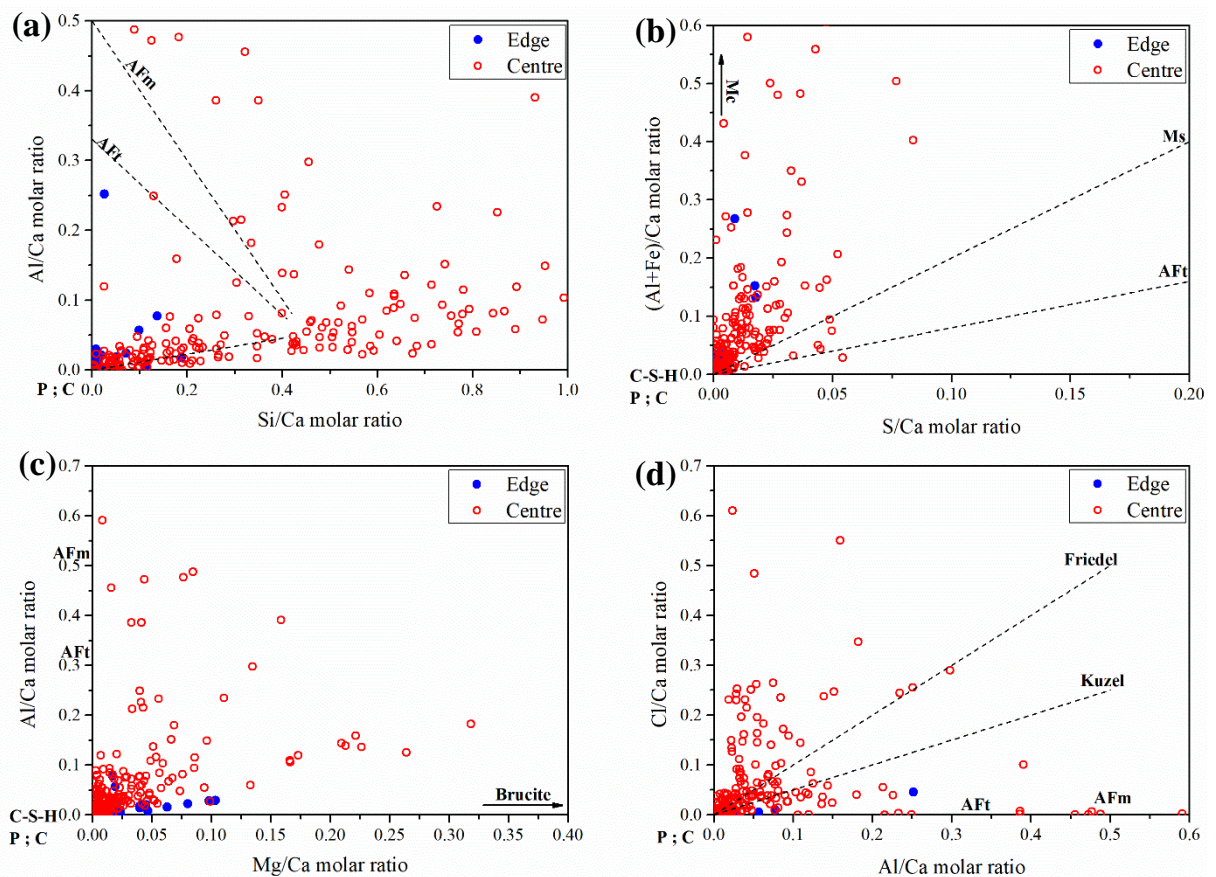 (a)
0.5
0.4
0.3
0.2
0.1
0.0
Al/Ca molar ratio
AFm
AFt
Edge
Centre
P ; C
0.0 0.2 0.4 0.6 0.8 1.0
Si/Ca molar ratio
(b)
0.6
0.5
0.4
0.3
0.2
0.1
0.0
(Al+Fe)/Ca molar ratio
Mc
Edge
Centre
Ms
AFt
C-S-H
P ; C
0.00 0.05 0.10 0.15 0.20
S/Ca molar ratio
(c)
0.7
0.6
0.5
0.4
0.3
0.2
0.1
0.0
Al/Ca molar ratio
AFm
AFt
Edge
Centre
Brucite
C-S-H
P ; C
0.00 0.05 0.10 0.15 0.20 0.25 0.30 0.35 0.40
Mg/Ca molar ratio
(d)
0.7
0.6
0.5
0.4
0.3
0.2
0.1
0.0
Cl/Ca molar ratio
Edge
Centre
Friedel
Kuzel
AFt
AFm
P ; C
0.0 0.1 0.2 0.3 0.4 0.5 0.6
Al/Ca molar ratio